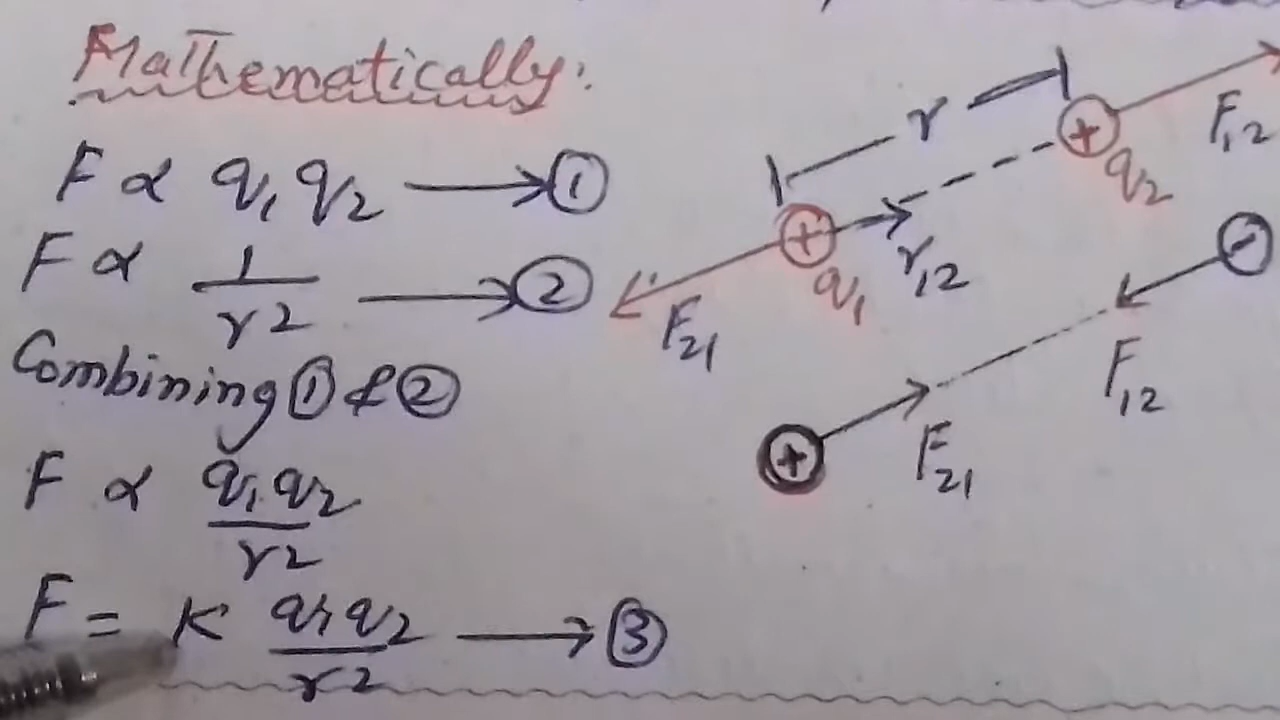 Mathematically:
F ∝ q₁ q₂ ⟶ ①
F ∝ 1/r² ⟶ ②
Combining ① & ②
F ∝ q₁q₂/r²
F = K q₁q₂/r² ⟶ ③
r
+
q₂
F₁₂
+
q₁
r₁₂
F₂₁
-
F₁₂
+
F₂₁